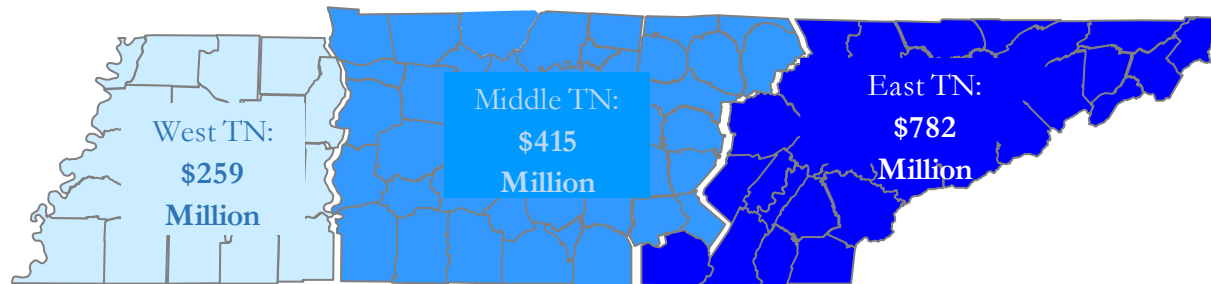 West TN:
$259
Million
Middle TN:
$415
Million
East TN:
$782
Million